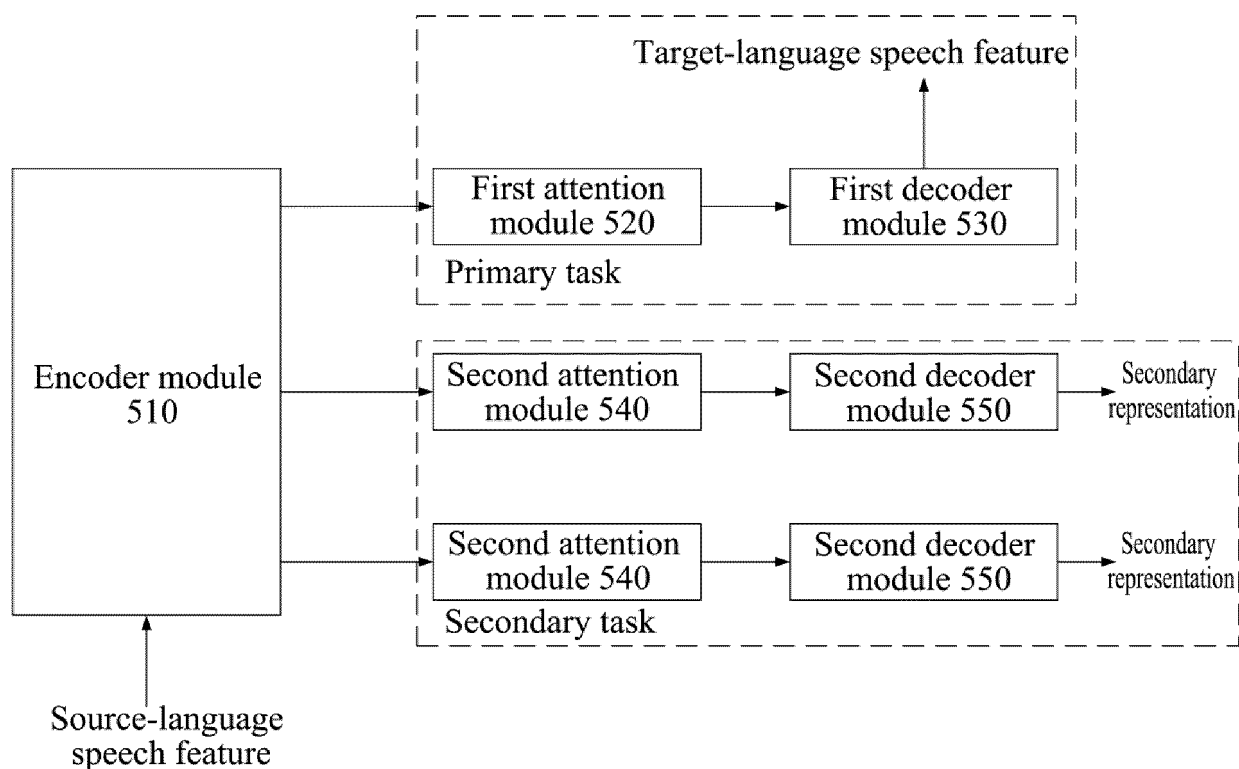 Target-language speech feature
First attention
module 520
First decoder
module 530
Primary task
Encoder module
510
Second attention
module 540
Second decoder
module 550
Secondary
representation
Second attention
module 540
Second decoder
module 550
Secondary
representation
Secondary task
Source-language
speech feature